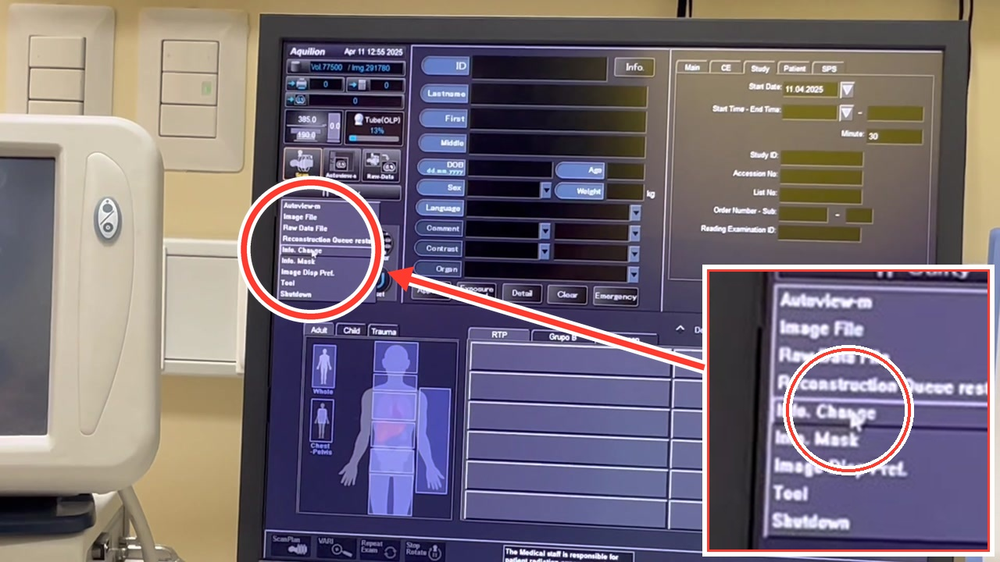 Aquilion Apr 11 12:55 2025
Vol.77500 / Img.291780
0 0
0
385.0
190.0
0.0
Tube(OLP)
13%
Scan
Autoview-s
Raw-Data
Autoview-m
Image File
Raw Data File
Reconstruction Queue resta
Info. Change
Info. Mask
Image Disp Pref.
Tool
Shutdown
ID
Info.
Lastname
First
Middle
DOB
dd.mm.yyyy
Age
Sex
Weight
kg
Language
Comment
Contrast
Organ
Exposure
Detail
Clear
Emergency
Main CE Study Patient SPS
Start Date: 11.04.2025
Start Time - End Time: -
Minute: 30
Study ID:
Accession No:
List No:
Order Number - Sub: -
Reading Examination ID:
Adult Child Trauma
Whole
Chest
-Pelvis
RTP
Grupo B
ScanPlan
VARI
Repeat
Exam
Stop
Rotate
The Medical staff is responsible for
Autoview-m
Image File
Raw Data File
Reconstruction Queue rest
Info. Change
Info. Mask
Image Disp Pref.
Tool
Shutdown